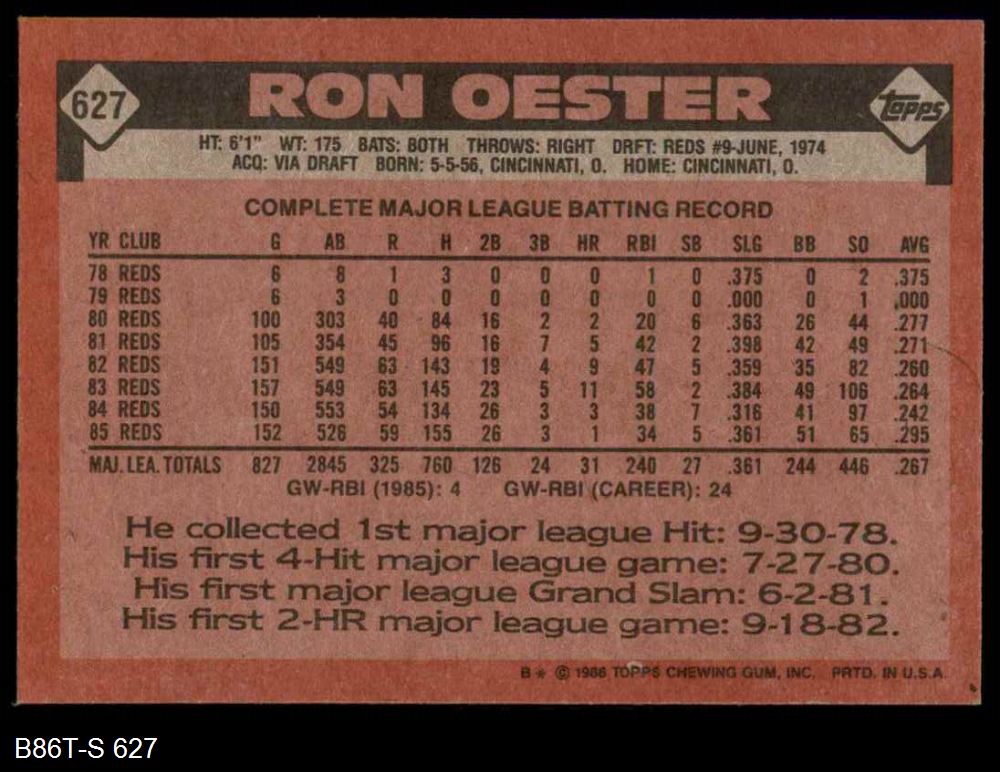 627 RON OESTER Topps
HT: 6'1" WT: 175 BATS: BOTH THROWS: RIGHT DRFT: REDS #9-JUNE, 1974
ACQ: VIA DRAFT BORN: 5-5-56, CINCINNATI, O. HOME: CINCINNATI, O.
COMPLETE MAJOR LEAGUE BATTING RECORD
YR CLUB G AB R H 2B 3B HR RBI SB SLG BB SO AVG
78 REDS 6 8 1 3 0 0 0 1 0 .375 0 2 .375
79 REDS 6 3 0 0 0 0 0 0 0 .000 0 1 .000
80 REDS 100 303 40 84 16 2 2 20 6 .363 26 44 .277
81 REDS 105 354 45 96 16 7 5 42 2 .398 42 49 .271
82 REDS 151 549 63 143 19 4 9 47 5 .359 35 82 .260
83 REDS 157 549 63 145 23 5 11 58 2 .384 49 106 .264
84 REDS 150 553 54 134 26 3 3 38 7 .316 41 97 .242
85 REDS 152 526 59 155 26 3 1 34 5 .361 51 65 .295
MAJ. LEA. TOTALS 827 2845 325 760 126 24 31 240 27 .361 244 446 .267
GW-RBI (1985): 4 GW-RBI (CAREER): 24
He collected 1st major league Hit: 9-30-78.
His first 4-Hit major league game: 7-27-80.
His first major league Grand Slam: 6-2-81.
His first 2-HR major league game: 9-18-82.
B * © 1986 TOPPS CHEWING GUM, INC. PRTD. IN U.S.A.
B86T-S 627